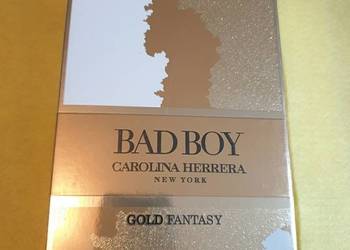 BAD BOY
CAROLINA HERRERA
NEW YORK
GOLD FANTASY